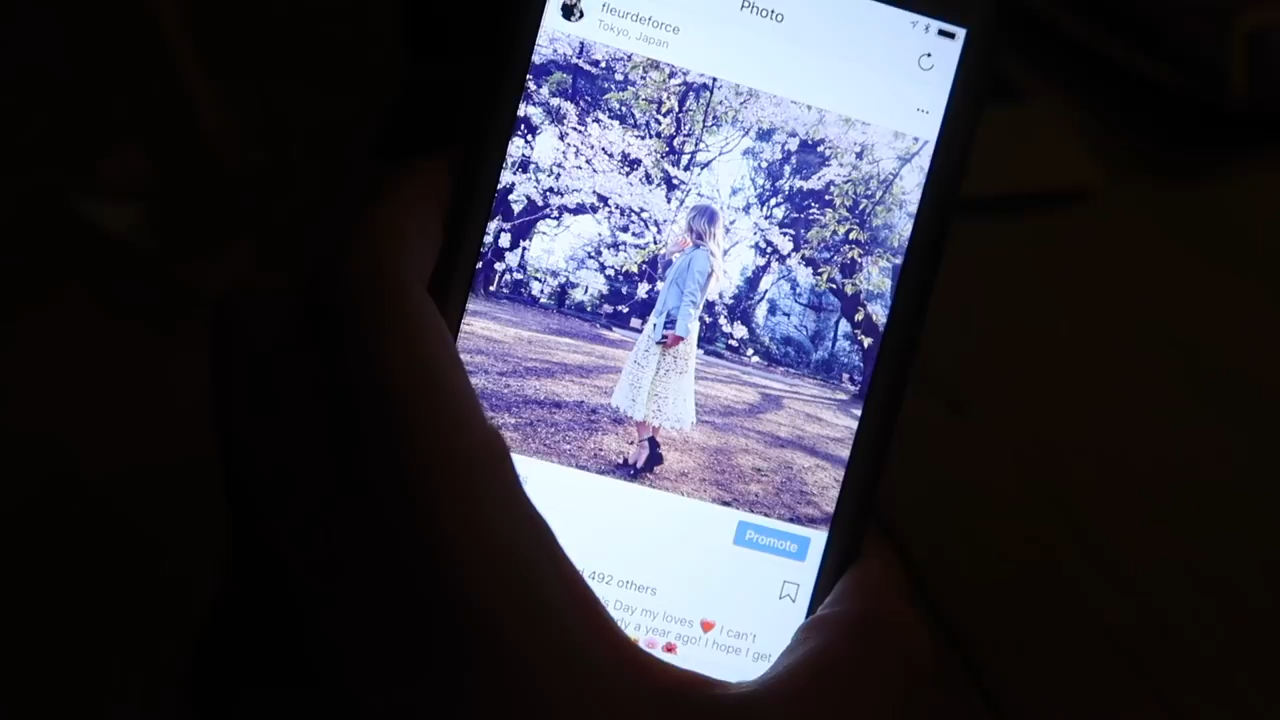 Photo
fleurdeforce
Tokyo, Japan
Promote
492 others
Day my loves ❤️ I can't
a year ago! I hope I get